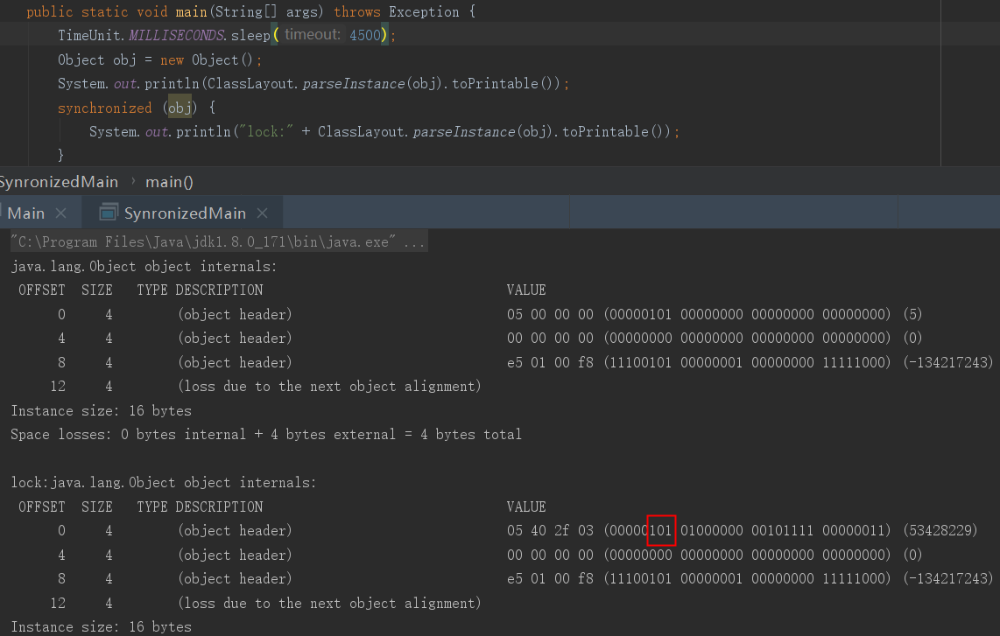 public static void main(String[] args) throws Exception {
TimeUnit.MILLISECONDS.sleep( timeout: 4500);
Object obj = new Object();
System.out.println(ClassLayout.parseInstance(obj).toPrintable());
synchronized (obj) {
System.out.println("lock:" + ClassLayout.parseInstance(obj).toPrintable());
}
SynronizedMain › main()
Main × SynronizedMain ×
"C:\Program Files\Java\jdk1.8.0_171\bin\java.exe" ...
java.lang.Object object internals:
OFFSET SIZE TYPE DESCRIPTION VALUE
0 4 (object header) 05 00 00 00 (00000101 00000000 00000000 00000000) (5)
4 4 (object header) 00 00 00 00 (00000000 00000000 00000000 00000000) (0)
8 4 (object header) e5 01 00 f8 (11100101 00000001 00000000 11111000) (-134217243)
12 4 (loss due to the next object alignment)
Instance size: 16 bytes
Space losses: 0 bytes internal + 4 bytes external = 4 bytes total
lock:java.lang.Object object internals:
OFFSET SIZE TYPE DESCRIPTION VALUE
0 4 (object header) 05 40 2f 03 (00000101 01000000 00101111 00000011) (53428229)
4 4 (object header) 00 00 00 00 (00000000 00000000 00000000 00000000) (0)
8 4 (object header) e5 01 00 f8 (11100101 00000001 00000000 11111000) (-134217243)
12 4 (loss due to the next object alignment)
Instance size: 16 bytes